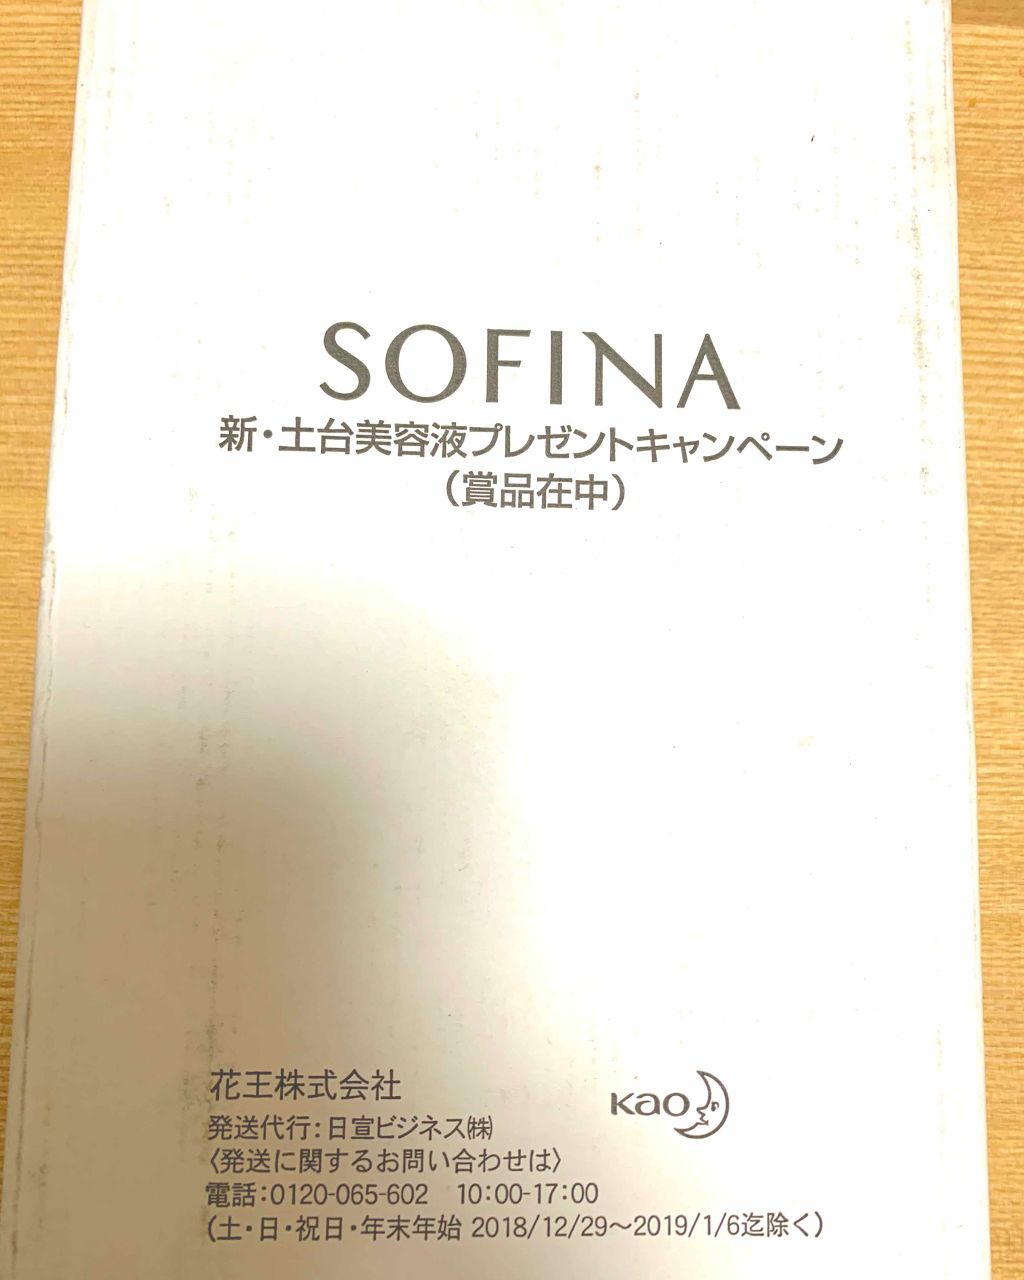 SOFINA
新・土台美容液プレゼントキャンペーン
（賞品在中）
花王株式会社
Kao
発送代行：日宣ビジネス㈱
〈発送に関するお問い合わせは〉
電話：0120-065-602　10：00-17：00
（土・日・祝日・年末年始 2018/12/29〜2019/1/6迄除く）